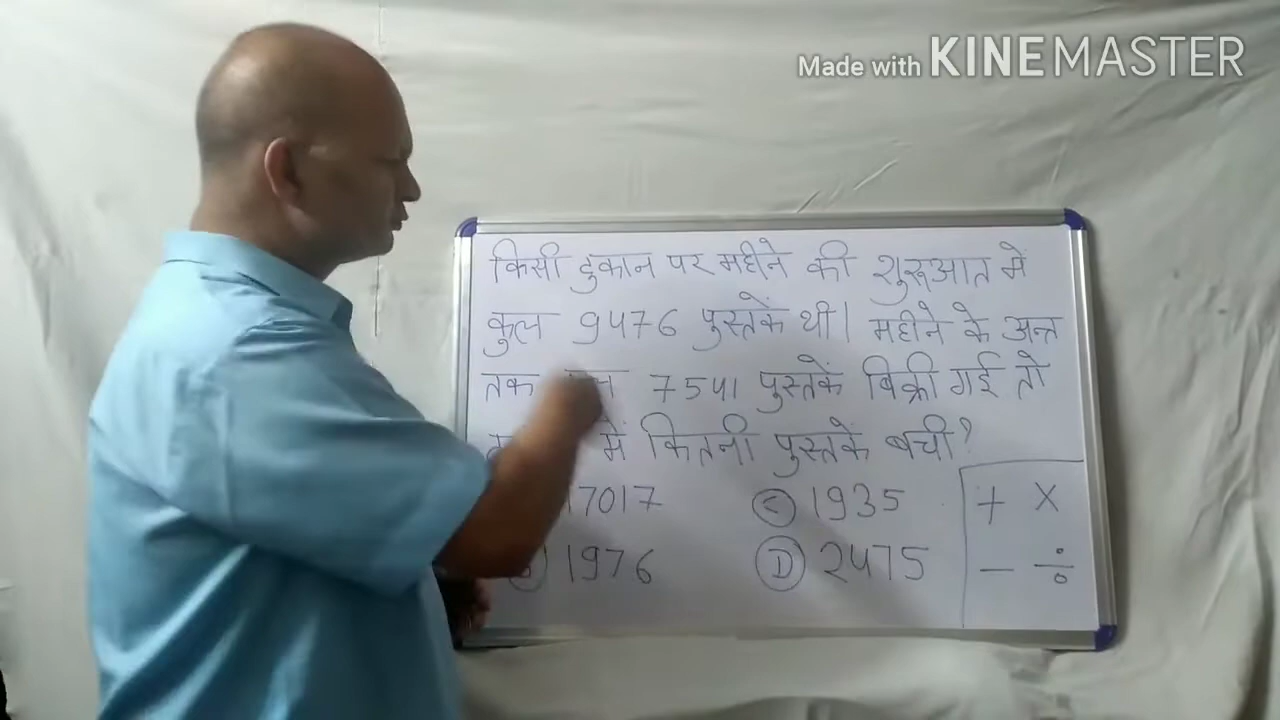 Made with KINEMASTER
किसी दुकान पर महीने की शुरूआत में
कुल 9476 पुस्तकें थी। महीने के अन्त
तक 7541 पुस्तकें बिक्री गई तो
में कितनी पुस्तकें बची?
17017 C 1935 + ×
1976 D 2475 - ÷